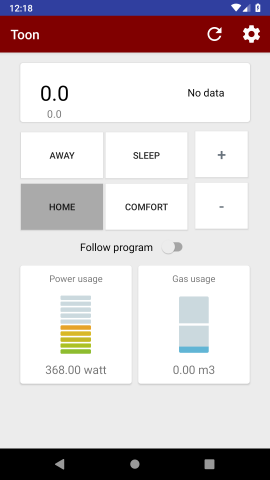 12:18
Toon
0.0
No data
0.0
AWAY
SLEEP
+
HOME
COMFORT
-
Follow program
Power usage
Gas usage
368.00 watt
0.00 m3